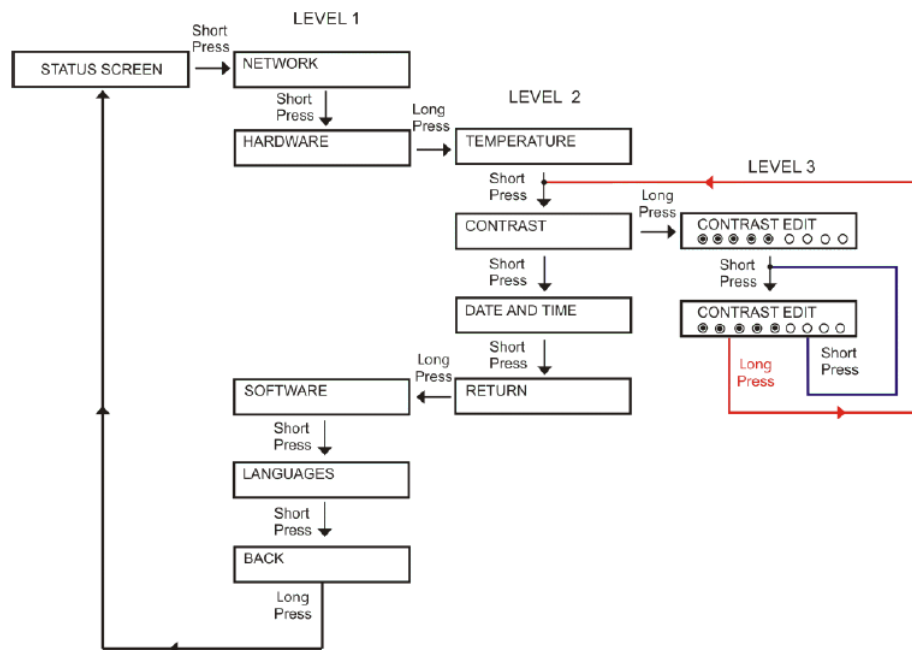 LEVEL 1
Short
Press
STATUS SCREEN
NETWORK
Short
Press
LEVEL 2
Long
Press
HARDWARE
TEMPERATURE
LEVEL 3
Short
Press
Long
Press
CONTRAST
CONTRAST EDIT
Short
Press
Short
Press
DATE AND TIME
CONTRAST EDIT
Short
Press
Long
Press
Long
Press
Short
Press
SOFTWARE
RETURN
Short
Press
LANGUAGES
Short
Press
BACK
Long
Press